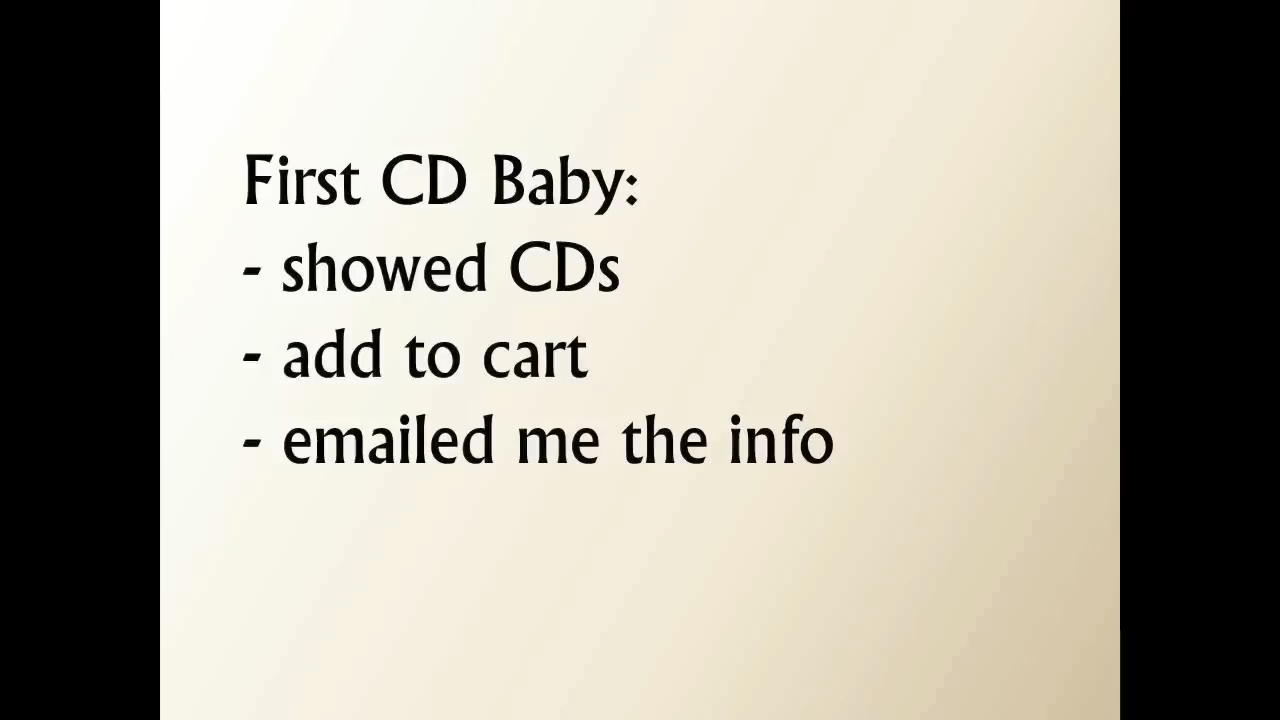 First CD Baby:
- showed CDs
- add to cart
- emailed me the info